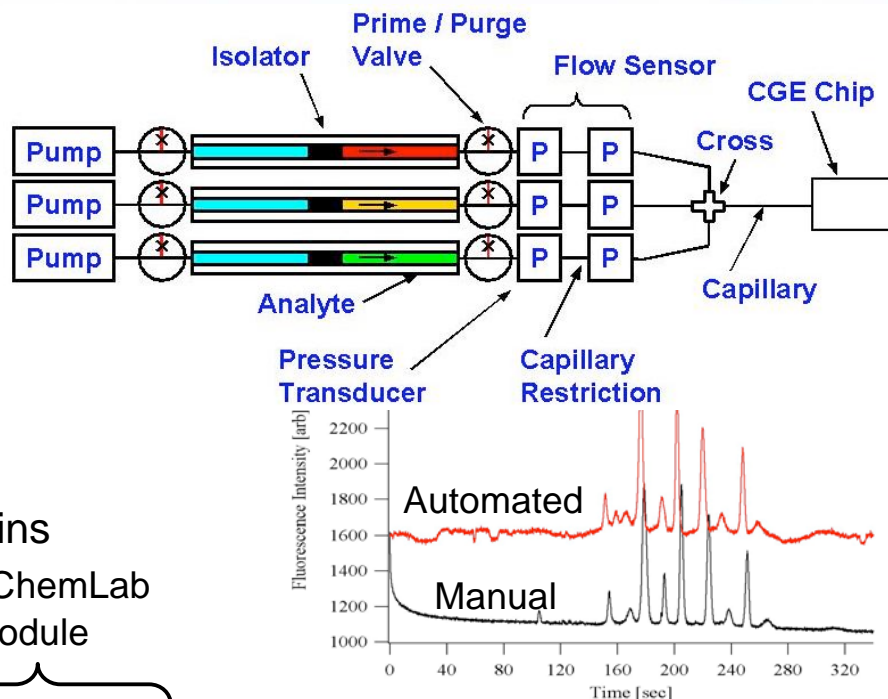 Prime / Purge
Valve
Isolator
Flow Sensor
CGE Chip
Cross
Pump
P
P
Pump
P
P
Pump
P
P
Analyte
Capillary
Pressure
Transducer
Capillary
Restriction
Fluorescence Intensity [arb]
2200
2000
1800
1600
1400
1200
1000
Automated
Manual
0
40
80
120
160
200
240
280
320
Time [sec]
ins
ChemLab
odule